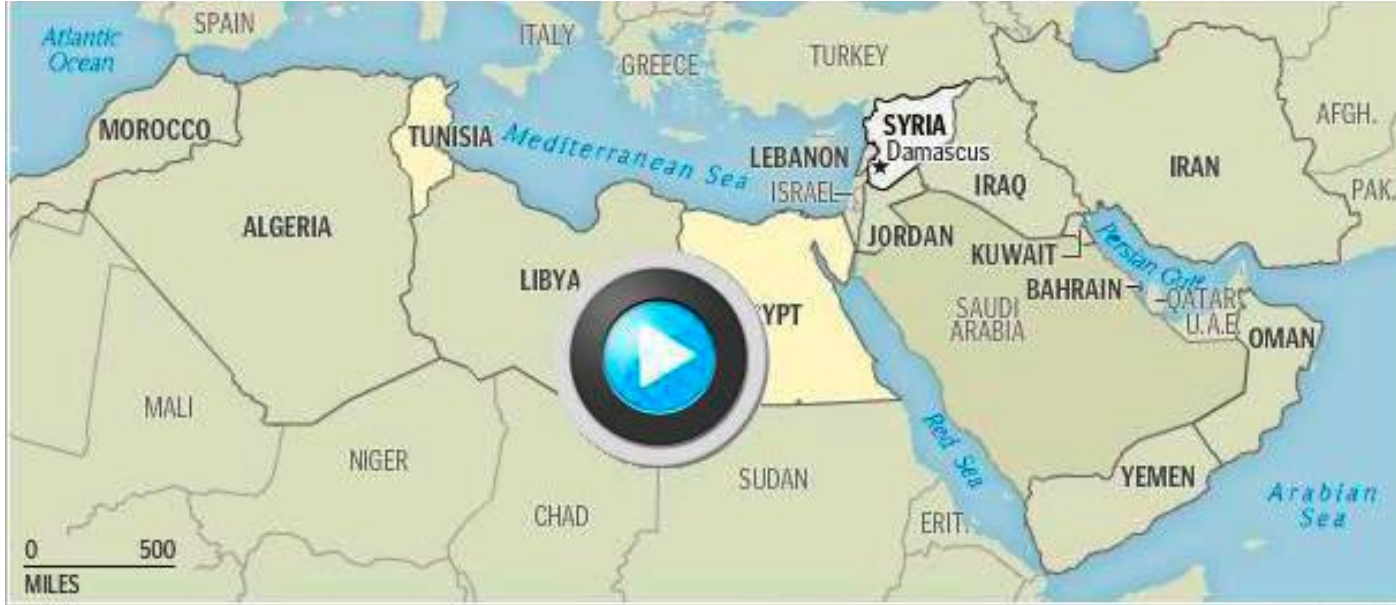 Atlantic
Ocean
SPAIN
ITALY
GREECE
TURKEY
AFGH.
MOROCCO
TUNISIA
Mediterranean Sea
LEBANON
SYRIA
Damascus
ISRAEL
IRAQ
IRAN
PAK.
ALGERIA
LIBYA
YPT
JORDAN
KUWAIT
Persian Gulf
BAHRAIN
QATAR
U.A.E
SAUDI
ARABIA
OMAN
MALI
NIGER
CHAD
SUDAN
Red Sea
ERIT.
YEMEN
Arabian
Sea
0 500
MILES